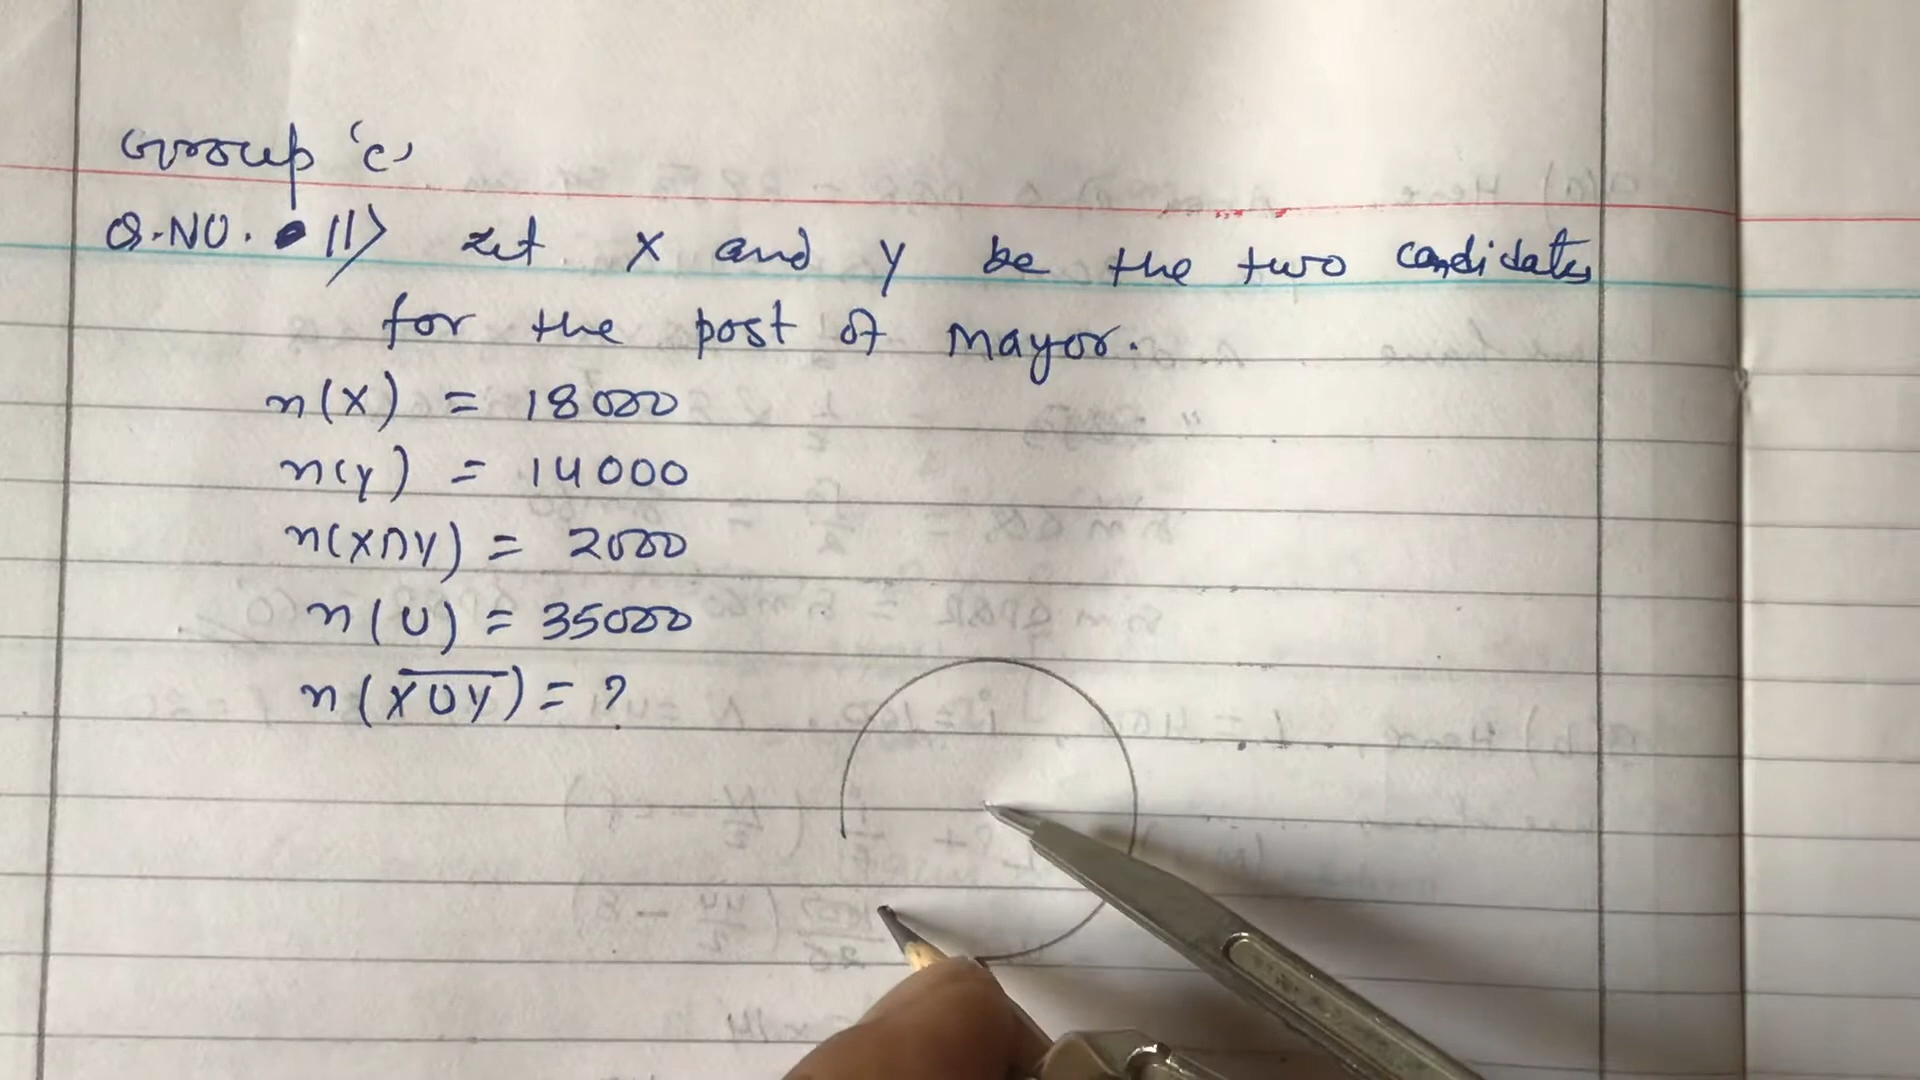 Group 'c'
Q.NO. 11> Let X and Y be the two candidates
for the post of mayor.
n(X) = 18000
n(Y) = 14000
n(X∩Y) = 2000
n(U) = 35000
n(X̅∪̅Y̅) = ?